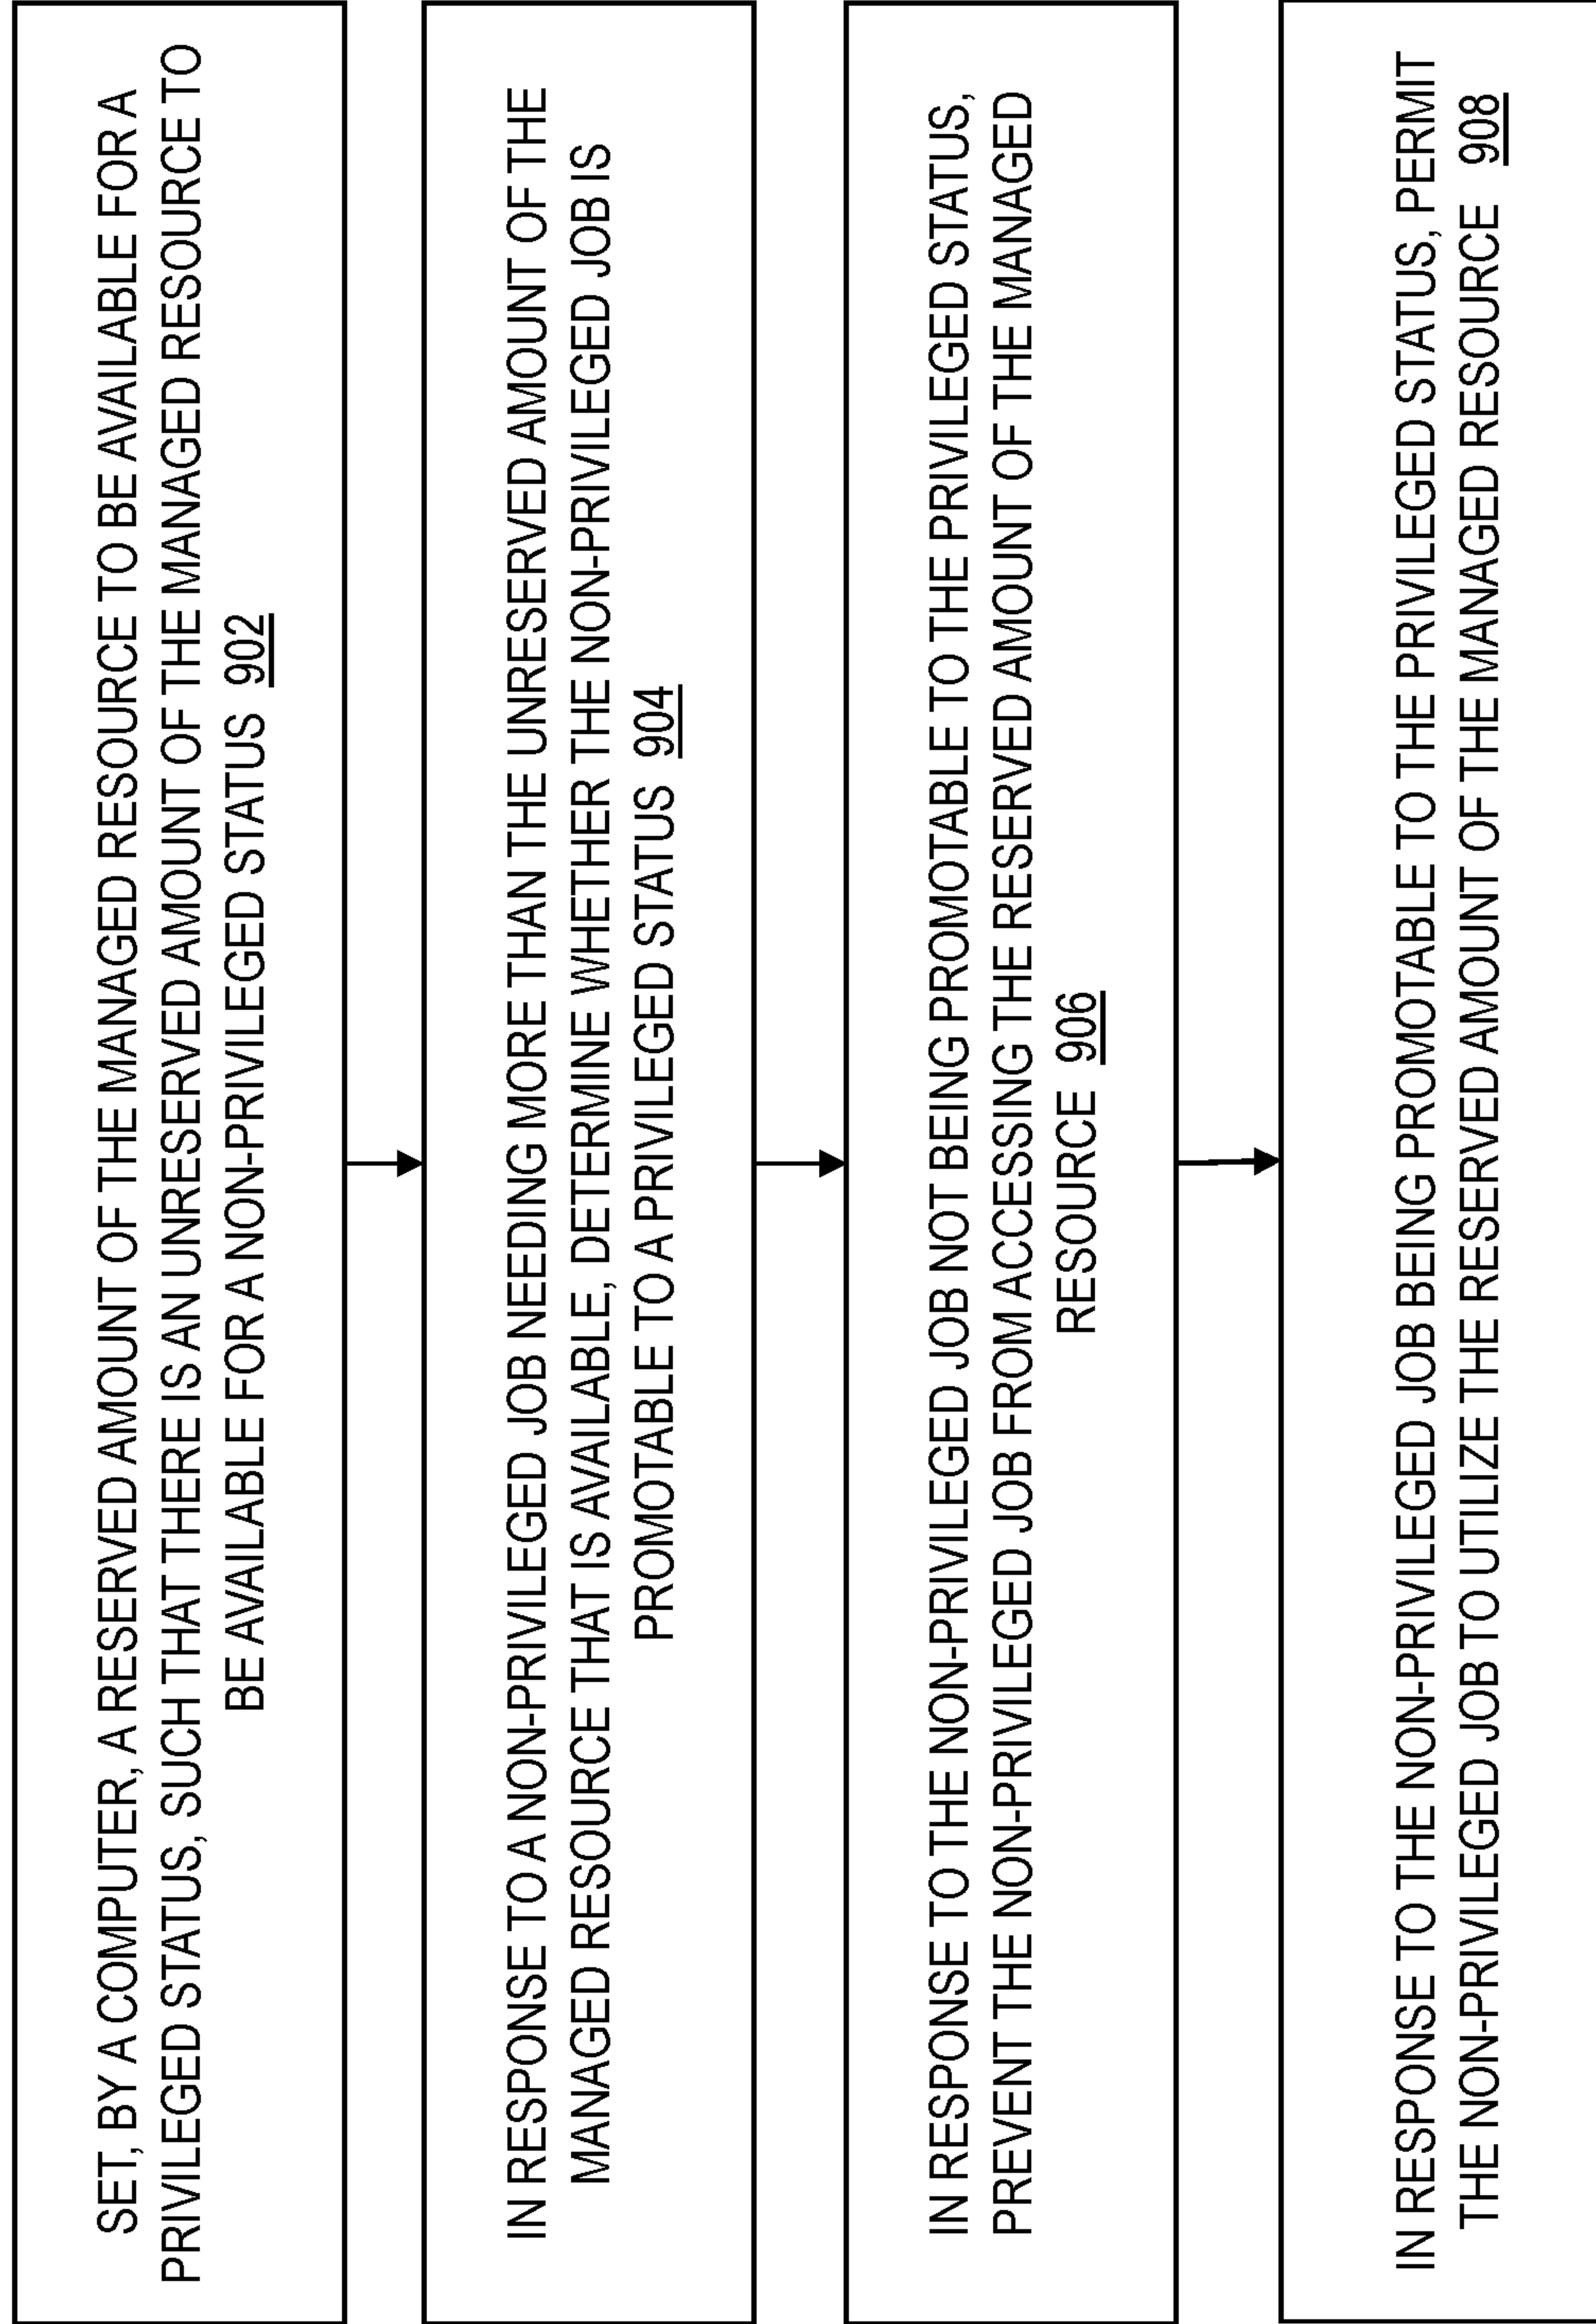 SET, BY A COMPUTER, A RESERVED AMOUNT OF THE MANAGED RESOURCE TO BE AVAILABLE FOR A
PRIVILEGED STATUS, SUCH THAT THERE IS AN UNRESERVED AMOUNT OF THE MANAGED RESOURCE TO
BE AVAILABLE FOR A NON-PRIVILEGED STATUS 902
IN RESPONSE TO A NON-PRIVILEGED JOB NEEDING MORE THAN THE UNRESERVED AMOUNT OF THE
MANAGED RESOURCE THAT IS AVAILABLE, DETERMINE WHETHER THE NON-PRIVILEGED JOB IS
PROMOTABLE TO A PRIVILEGED STATUS 904
IN RESPONSE TO THE NON-PRIVILEGED JOB NOT BEING PROMOTABLE TO THE PRIVILEGED STATUS,
PREVENT THE NON-PRIVILEGED JOB FROM ACCESSING THE RESERVED AMOUNT OF THE MANAGED
RESOURCE 906
IN RESPONSE TO THE NON-PRIVILEGED JOB BEING PROMOTABLE TO THE PRIVILEGED STATUS, PERMIT
THE NON-PRIVILEGED JOB TO UTILIZE THE RESERVED AMOUNT OF THE MANAGED RESOURCE 908